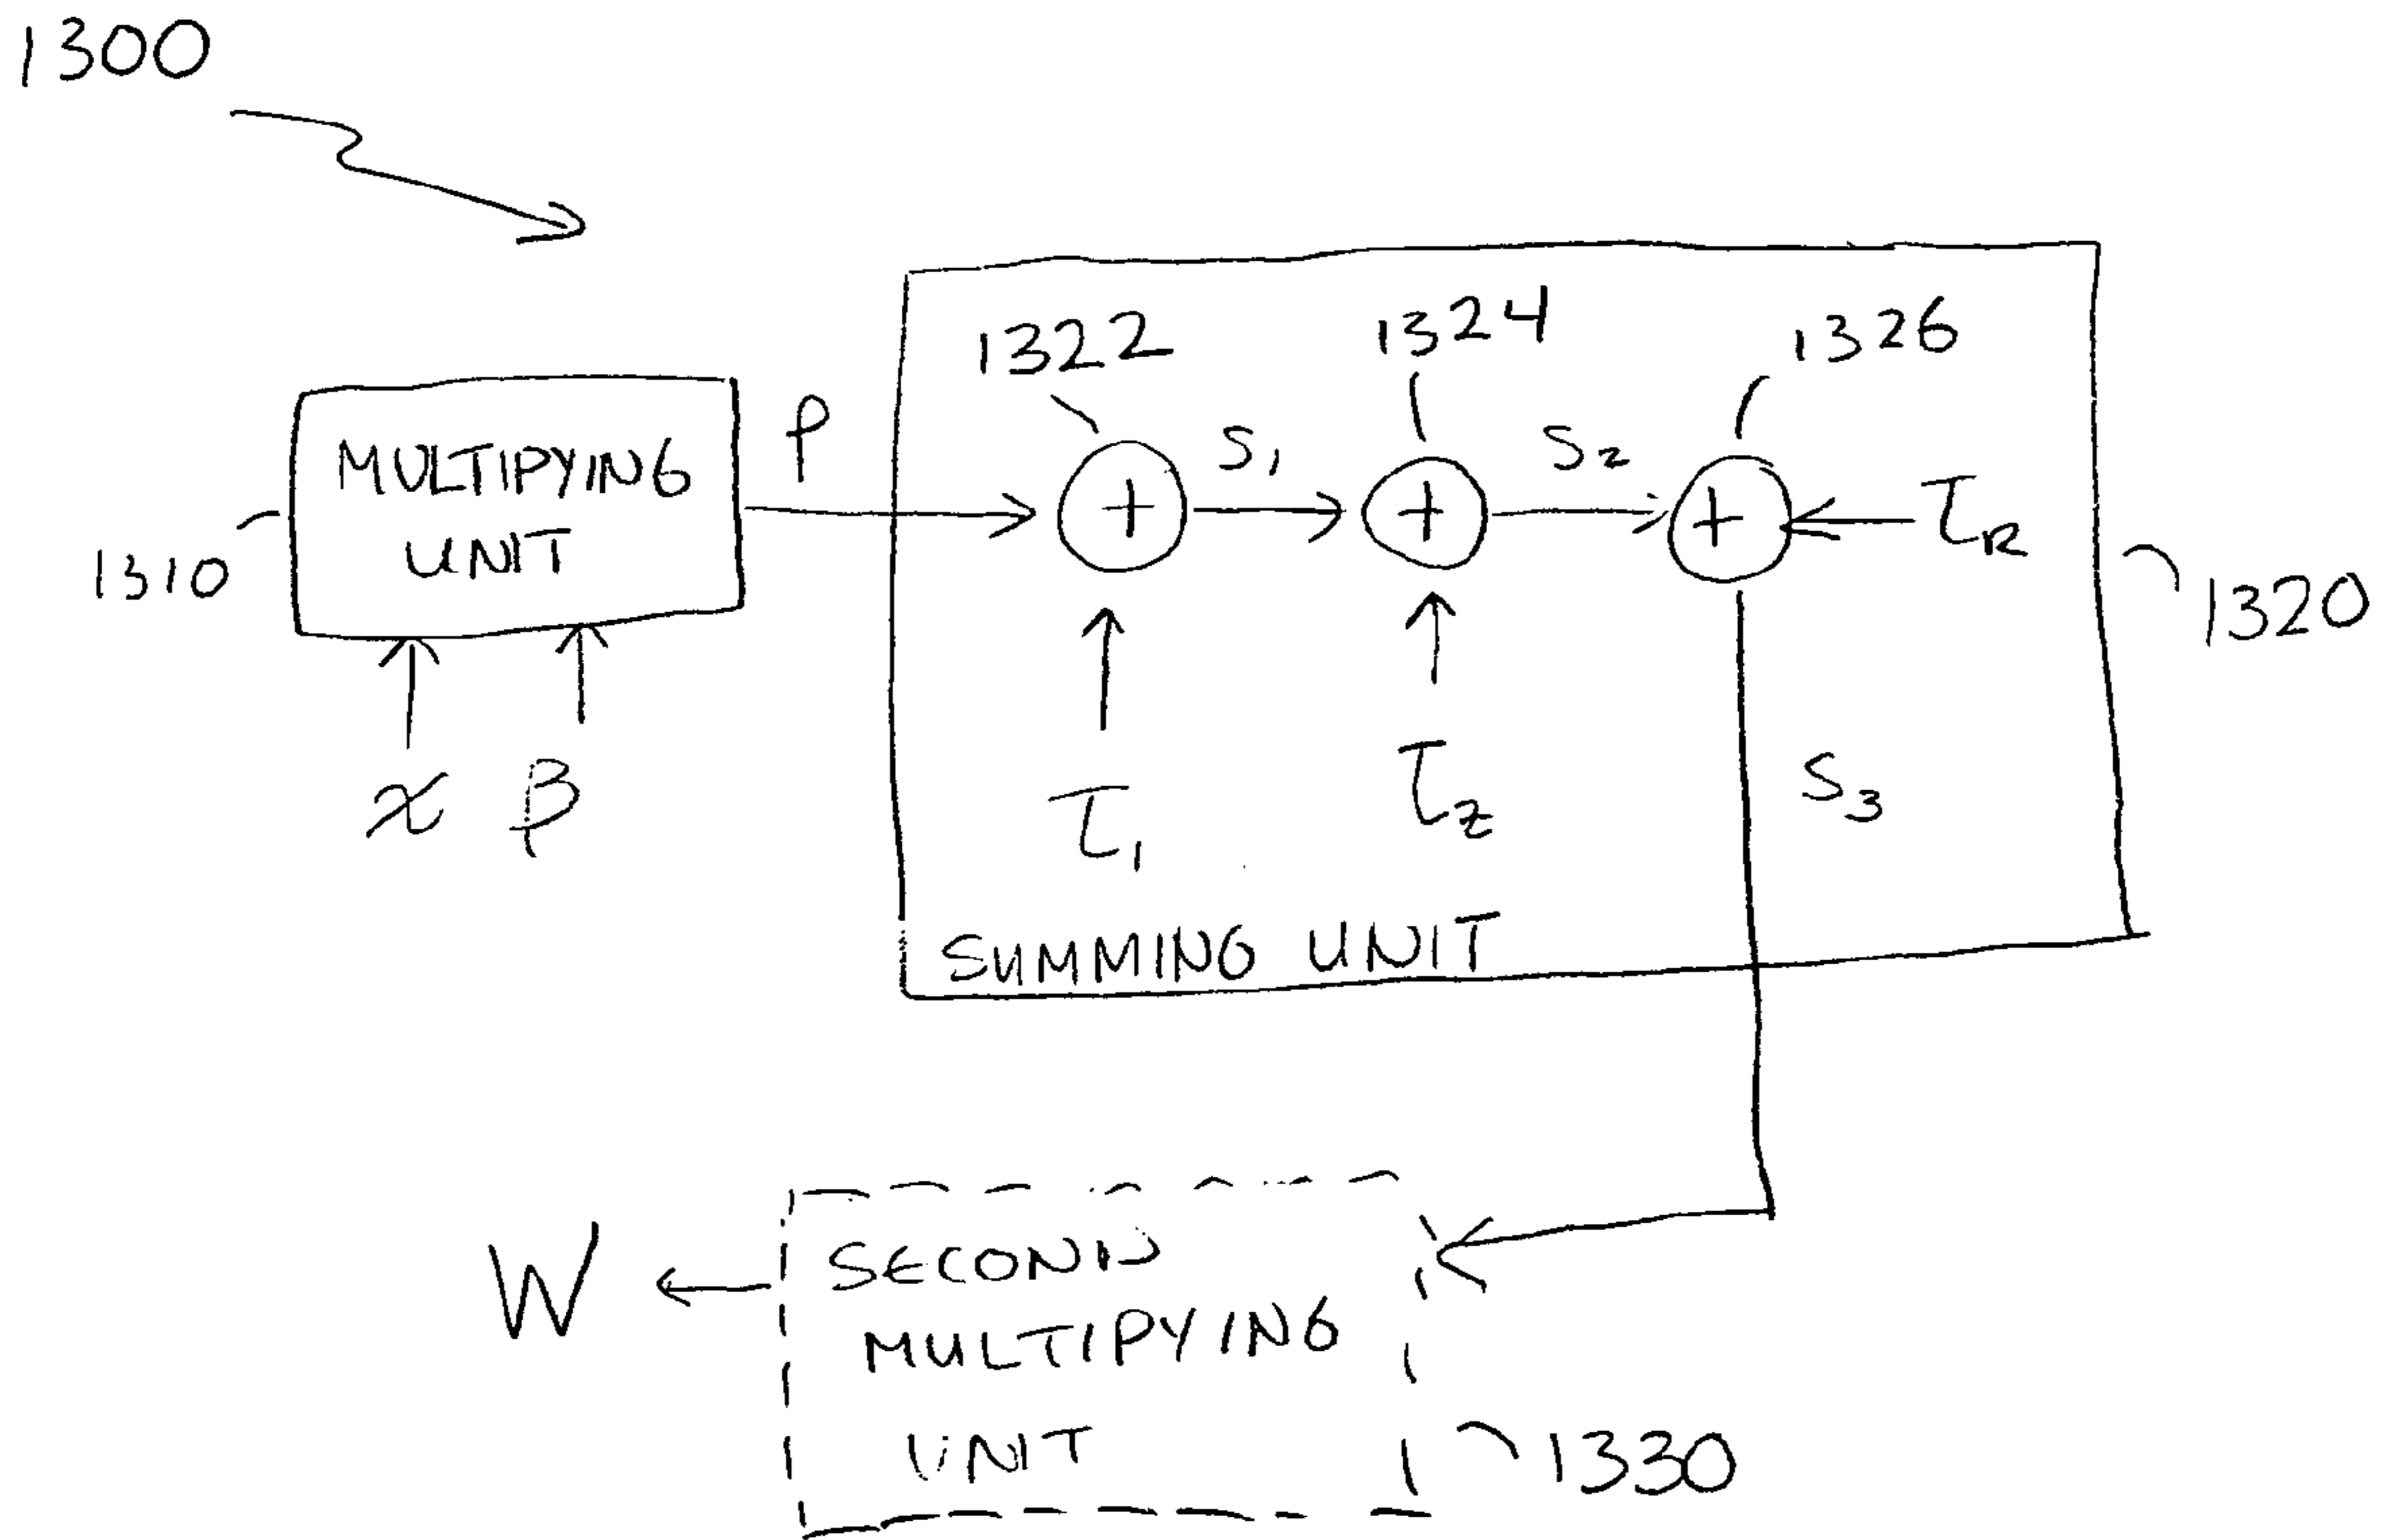 1300
1322
1324
1326
MULTIPYING
UNIT
P
S1
S2
τR
1310
1320
x
β
τ1
τ2
S3
SUMMING UNIT
W
SECOND
MULTIPYING
UNIT
1330